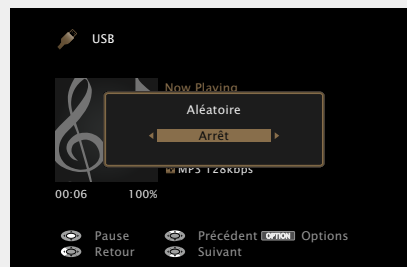 USB
Now Playing
Aléatoire
Arrêt
MP3 128kbps
00:06 100%
Pause Précédent OPTION Options
Retour Suivant